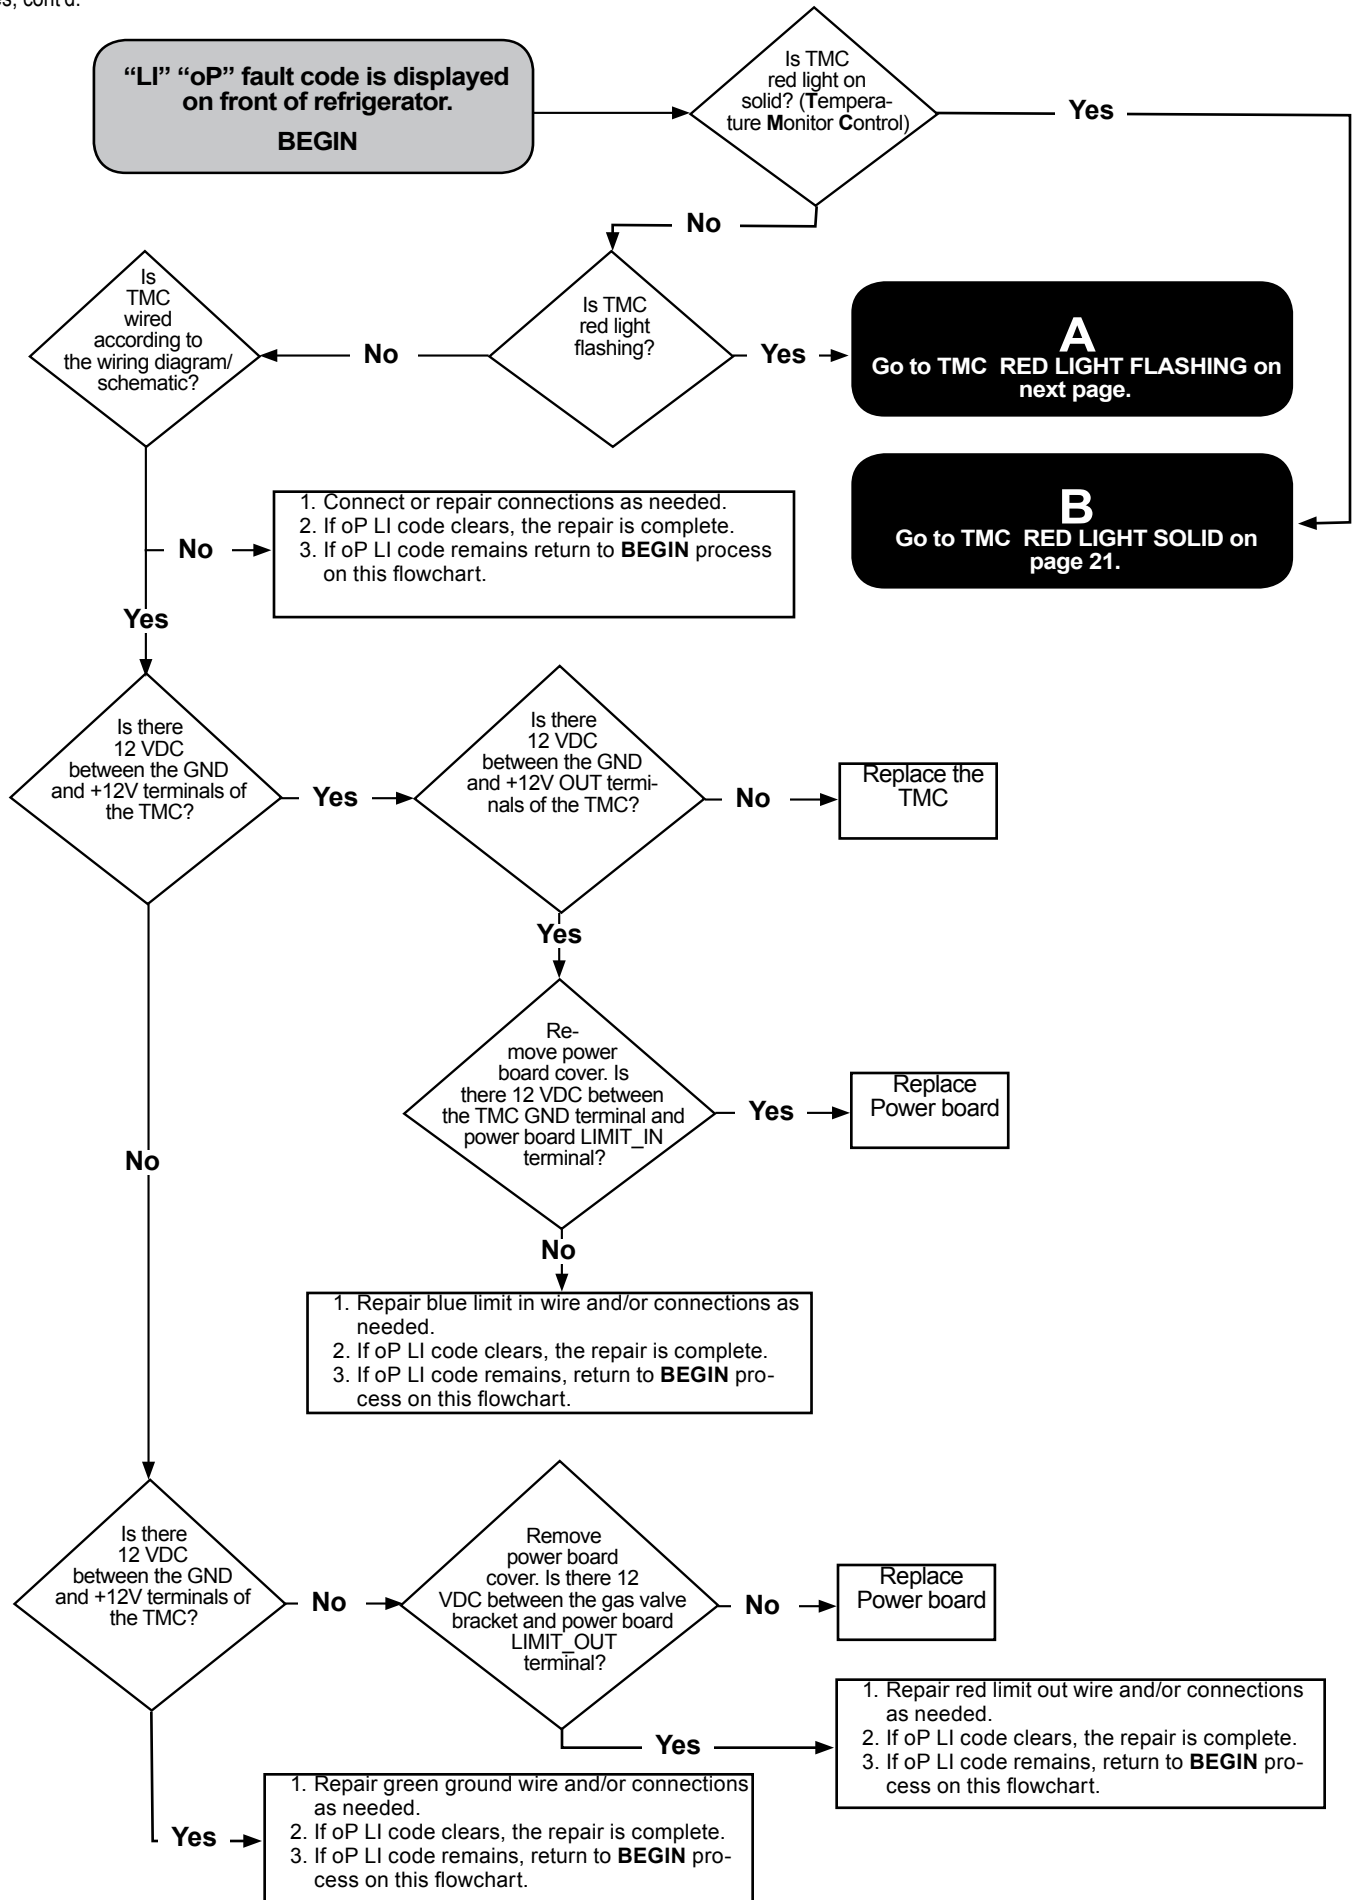 es, cont'd.
“LI” “oP” fault code is displayed
on front of refrigerator.
BEGIN
Is TMC
red light on
solid? (Tempera-
ture Monitor Control)
Yes
No
Is
TMC
wired
according to
the wiring diagram/
schematic?
No
Is TMC
red light
flashing?
Yes
A
Go to TMC RED LIGHT FLASHING on
next page.
B
Go to TMC RED LIGHT SOLID on
page 21.
No
1. Connect or repair connections as needed.
2. If oP LI code clears, the repair is complete.
3. If oP LI code remains return to BEGIN process
on this flowchart.
Yes
Is there
12 VDC
between the GND
and +12V terminals of
the TMC?
Yes
Is there
12 VDC
between the GND
and +12V OUT termi-
nals of the TMC?
No
Replace the
TMC
Yes
Re-
move power
board cover. Is
there 12 VDC between
the TMC GND terminal and
power board LIMIT_IN
terminal?
Yes
Replace
Power board
No
No
1. Repair blue limit in wire and/or connections as
needed.
2. If oP LI code clears, the repair is complete.
3. If oP LI code remains, return to BEGIN pro-
cess on this flowchart.
Is there
12 VDC
between the GND
and +12V terminals of
the TMC?
No
Remove
power board
cover. Is there 12
VDC between the gas valve
bracket and power board
LIMIT_OUT
terminal?
No
Replace
Power board
Yes
1. Repair red limit out wire and/or connections
as needed.
2. If oP LI code clears, the repair is complete.
3. If oP LI code remains, return to BEGIN pro-
cess on this flowchart.
Yes
1. Repair green ground wire and/or connections
as needed.
2. If oP LI code clears, the repair is complete.
3. If oP LI code remains, return to BEGIN pro-
cess on this flowchart.